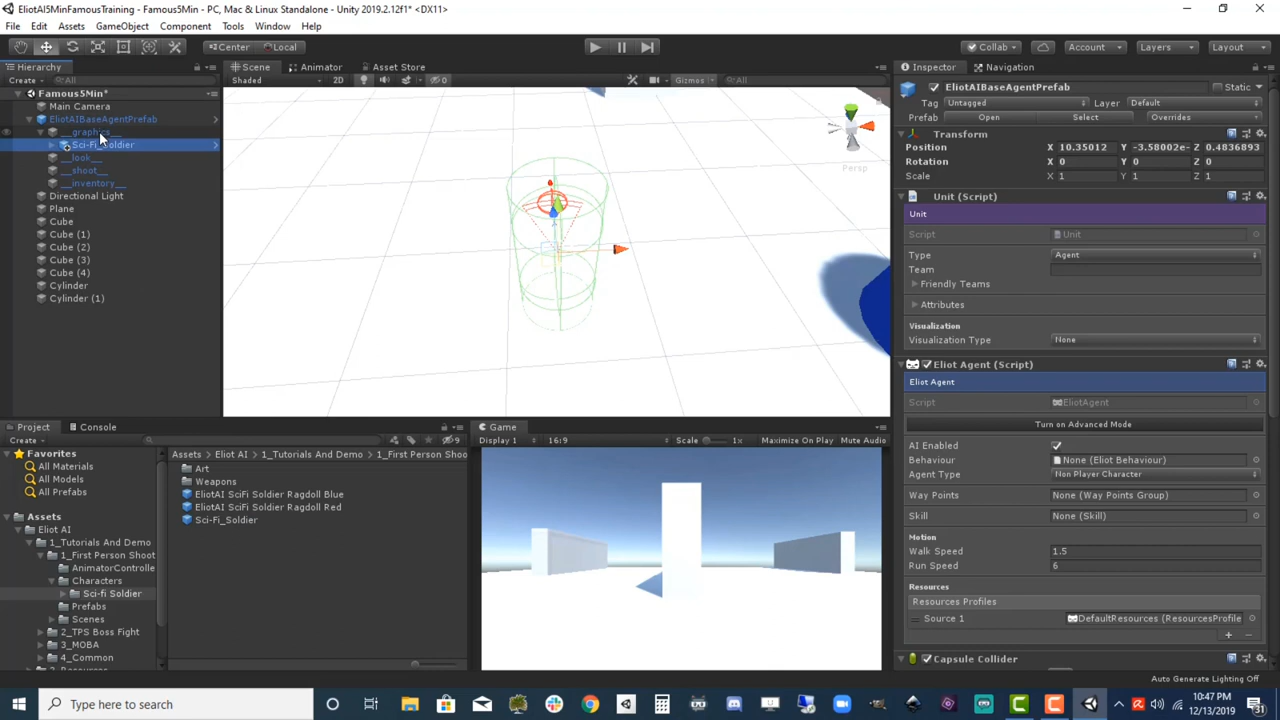 EliotAI5MinFamousTraining - Famous5Min - PC, Mac & Linux Standalone - Unity 2019.2.12f1* <DX11>
File Edit Assets GameObject Component Tools Window Help
Center Local Collab Account Layers Layout
Hierarchy Scene Animator Asset Store Inspector Navigation
Create All Shaded 2D 0 Gizmos All
EliotAIBaseAgentPrefab Static
Tag Untagged Layer Default
Prefab Open Select Overrides
Famous5Min*
Main Camera
EliotAIBaseAgentPrefab
__graphics__
Sci-Fi_Soldier
__look__
__shoot__
__inventory__
Directional Light
Plane
Cube
Cube (1)
Cube (2)
Cube (3)
Cube (4)
Cylinder
Cylinder (1)
Persp
Transform
Position X 10.35012 Y -3.58002e- Z 0.4836893
Rotation X 0 Y 0 Z 0
Scale X 1 Y 1 Z 1
Unit (Script)
Unit
Script Unit
Type Agent
Team
Friendly Teams
Attributes
Visualization
Visualization Type None
Eliot Agent (Script)
Eliot Agent
Script EliotAgent
Turn on Advanced Mode
AI Enabled
Behaviour None (Eliot Behaviour)
Agent Type Non Player Character
Way Points None (Way Points Group)
Skill None (Skill)
Motion
Walk Speed 1.5
Run Speed 6
Resources
Resources Profiles
Source 1 DefaultResources (ResourcesProfile
Capsule Collider
Auto Generate Lighting Off
Project Console
Create 9
Favorites
All Materials
All Models
All Prefabs
Assets
Eliot AI
1_Tutorials And Demo
1_First Person Shoot
AnimatorControlle
Characters
Sci-fi Soldier
Prefabs
Scenes
2_TPS Boss Fight
3_MOBA
4_Common
Assets Eliot AI 1_Tutorials And Demo 1_First Person Shoo
Art
Weapons
EliotAI SciFi Soldier Ragdoll Blue
EliotAI SciFi Soldier Ragdoll Red
Sci-Fi_Soldier
Game
Display 1 16:9 Scale 1x Maximize On Play Mute Audio
Type here to search
10:47 PM
12/13/2019
31